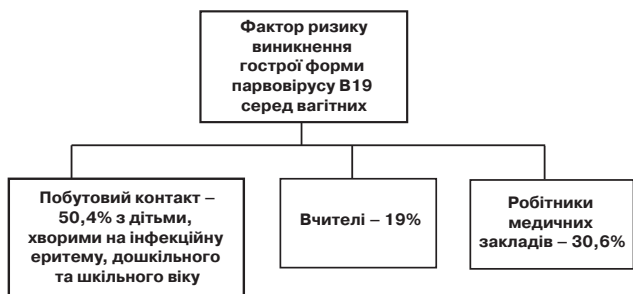 Фактор ризику
виникнення
гострої форми
парвовірусу В19
серед вагітних
Побутовий контакт –
50,4% з дітьми,
хворими на інфекційну
еритему, дошкільного
та шкільного віку
Вчителі – 19%
Робітники
медичних
закладів – 30,6%